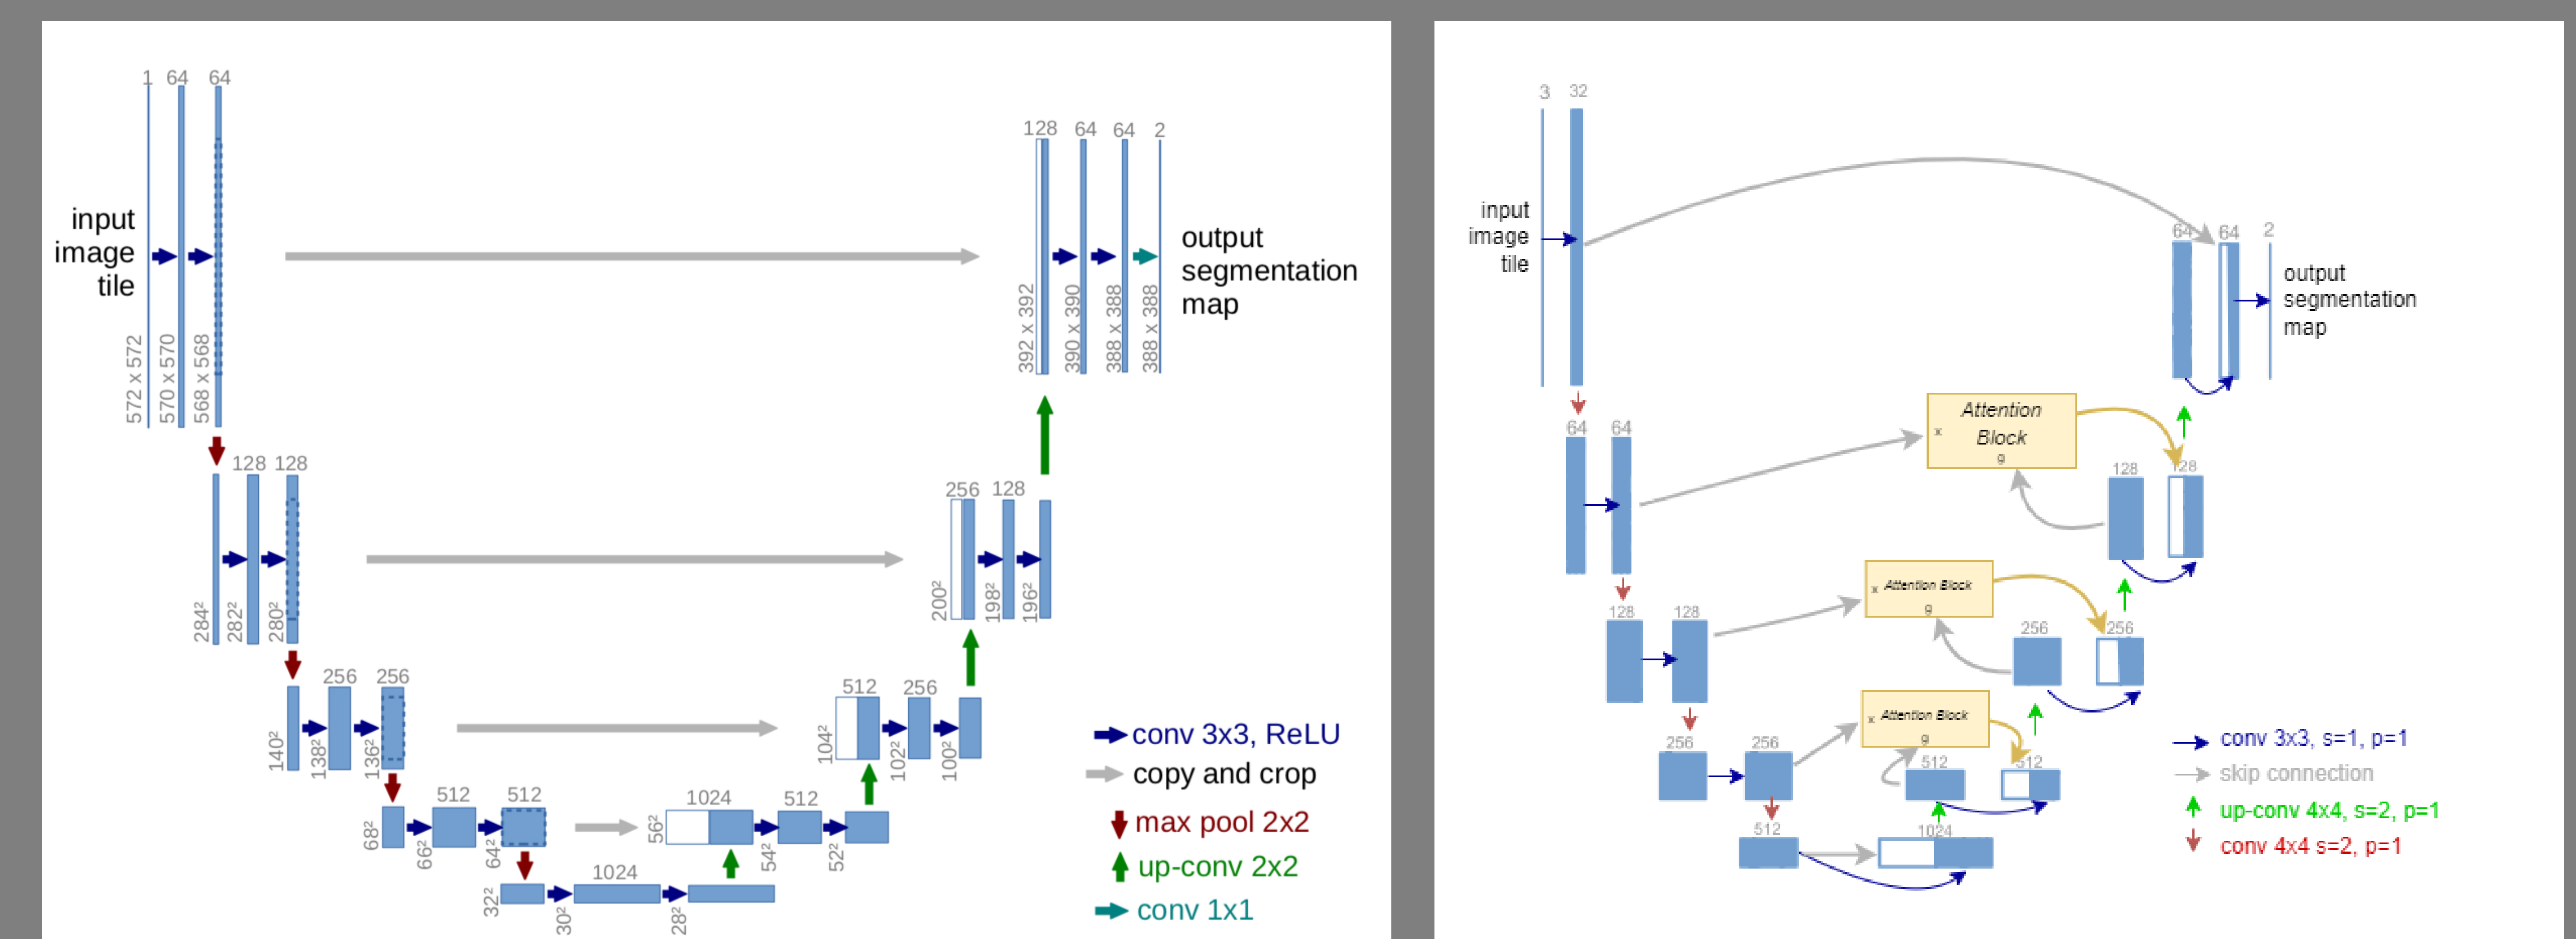 1 64 64
128 64 64 2
input
image
tile
output
segmentation
map
572 x 572
570 x 570
568 x 568
392 x 392
390 x 390
388 x 388
388 x 388
128 128
256 128
284²
282²
280²
200²
198²
196²
256 256
512 256
140²
138²
136²
104²
102²
100²
512 512
1024 512
68²
66²
64²
56²
54²
52²
1024
32²
30²
28²
conv 3x3, ReLU
copy and crop
max pool 2x2
up-conv 2x2
conv 1x1
3 32
input
image
tile
64 64 2
output
segmentation
map
64 64
Attention
Block
x
g
128 128
128 128
x Attention Block
g
256 256
256 256
x Attention Block
g
512 512
512
1024
conv 3x3, s=1, p=1
skip connection
up-conv 4x4, s=2, p=1
conv 4x4 s=2, p=1